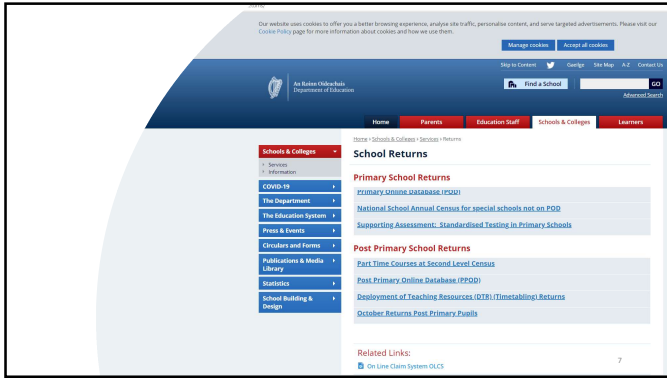 Our website uses cookies to offer you a better browsing experience, analyse site traffic, personalise content, and serve targeted advertisements. Please visit our
Cookie Policy page for more information about cookies and how we use them.
Manage cookies Accept all cookies
Skip to Content Gaeilge Site Map A-Z Contact Us
An Roinn Oideachais
Department of Education
Find a School GO
Advanced Search
Home Parents Education Staff Schools & Colleges Learners
Home › Schools & Colleges › Services › Returns
Schools & Colleges
Services
Information
COVID-19
The Department
The Education System
Press & Events
Circulars and Forms
Publications & Media
Library
Statistics
School Building &
Design
School Returns
Primary School Returns
Primary Online Database (POD)
National School Annual Census for special schools not on POD
Supporting Assessment: Standardised Testing in Primary Schools
Post Primary School Returns
Part Time Courses at Second Level Census
Post Primary Online Database (PPOD)
Deployment of Teaching Resources (DTR) (Timetabling) Returns
October Returns Post Primary Pupils
Related Links:
On Line Claim System OLCS
7